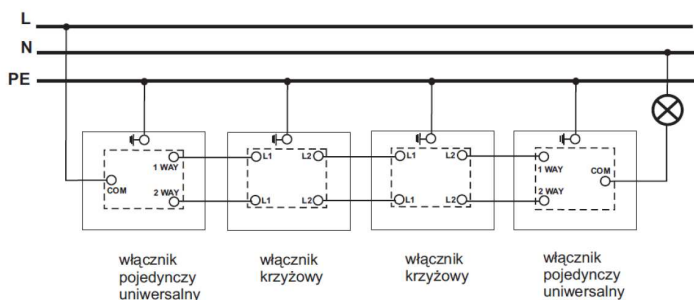 L
N
PE
1 WAY
COM
2 WAY
L1
L2
L1
L2
L1
L2
L1
L2
1 WAY
COM
2 WAY
włącznik
pojedynczy
uniwersalny
włącznik
krzyżowy
włącznik
krzyżowy
włącznik
pojedynczy
uniwersalny